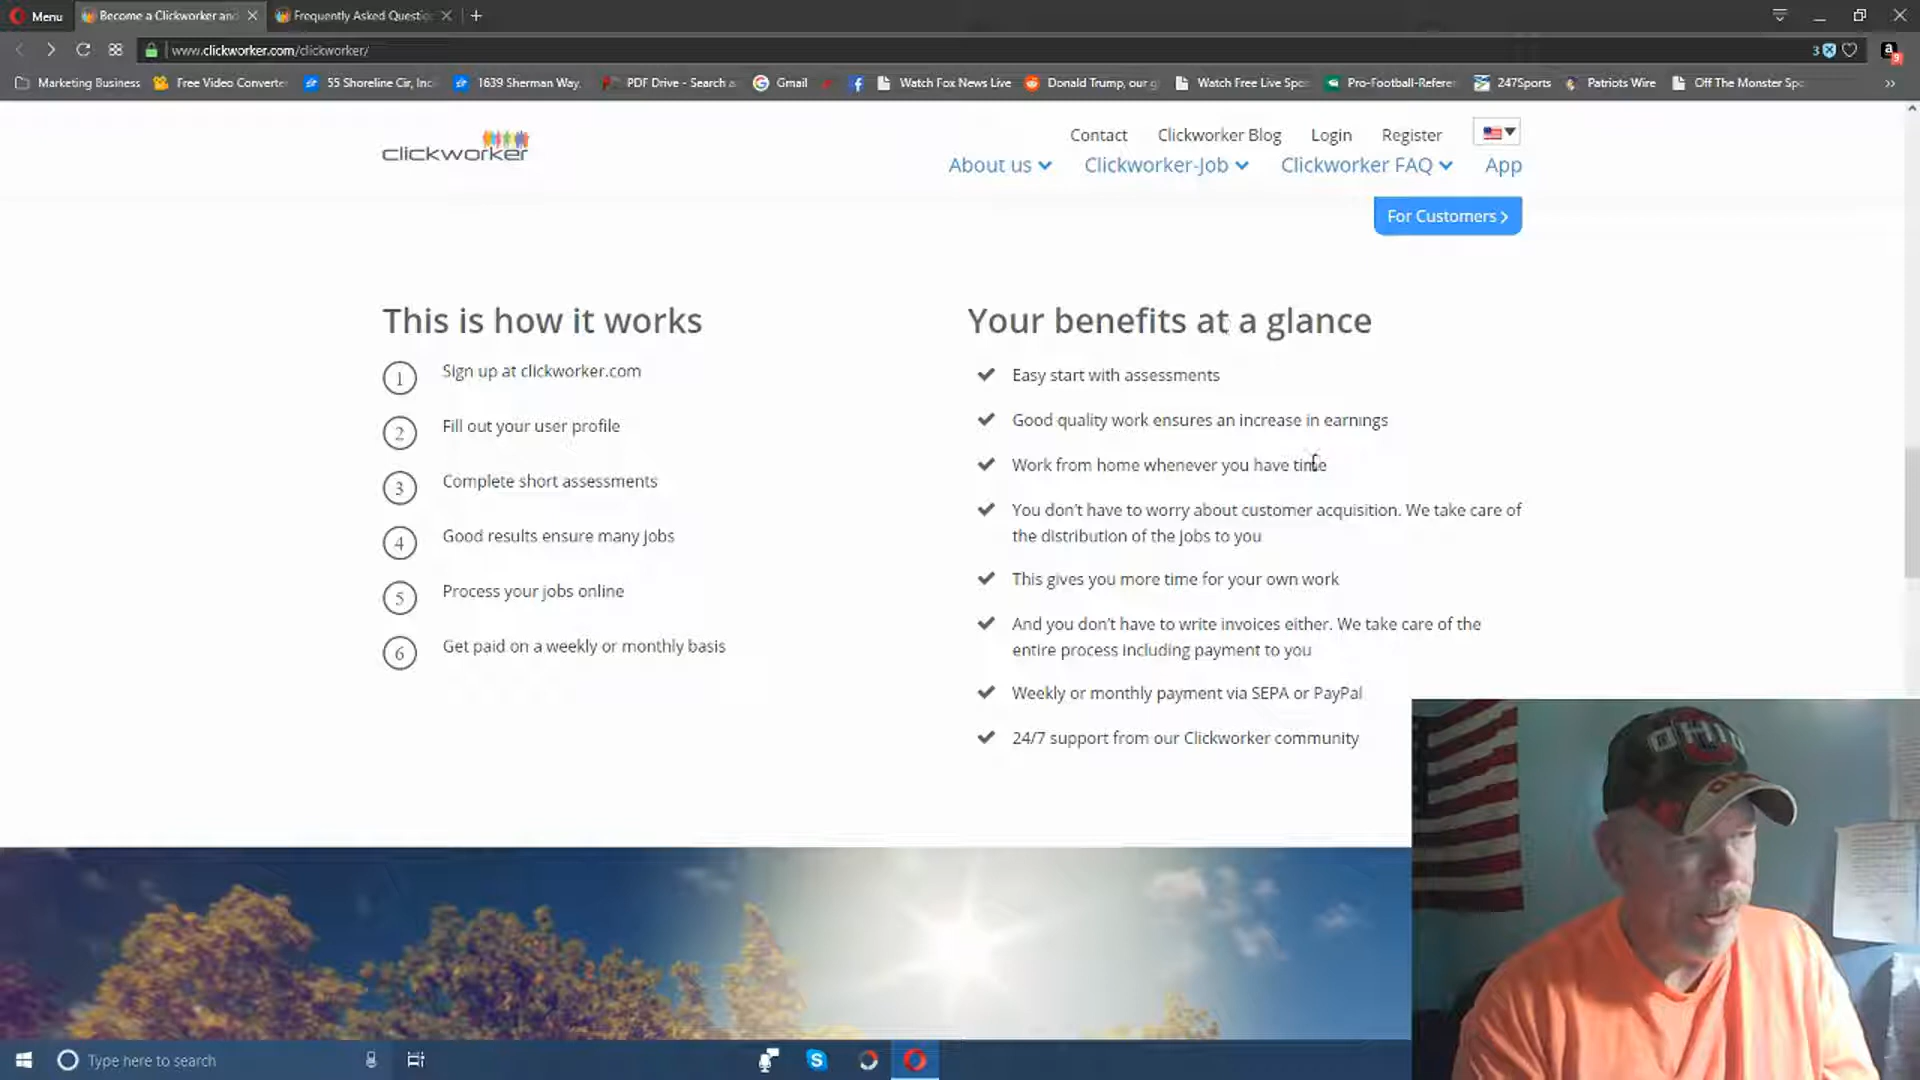 Menu
Become a Clickworker and
Frequently Asked Questi
www.clickworker.com/clickworker/
3
9
Marketing Business
Free Video Converte
55 Shoreline Cir, Inc
1639 Sherman Way,
PDF Drive - Search a
Gmail
Watch Fox News Live
Donald Trump, our g
Watch Free Live Spo
Pro-Football-Refere
247Sports
Patriots Wire
Off The Monster Spo
clickworker
Contact
Clickworker Blog
Login
Register
About us
Clickworker-Job
Clickworker FAQ
App
For Customers
This is how it works
1 Sign up at clickworker.com
2 Fill out your user profile
3 Complete short assessments
4 Good results ensure many jobs
5 Process your jobs online
6 Get paid on a weekly or monthly basis
Your benefits at a glance
Easy start with assessments
Good quality work ensures an increase in earnings
Work from home whenever you have time
You don't have to worry about customer acquisition. We take care of
the distribution of the jobs to you
This gives you more time for your own work
And you don't have to write invoices either. We take care of the
entire process including payment to you
Weekly or monthly payment via SEPA or PayPal
24/7 support from our Clickworker community
Type here to search